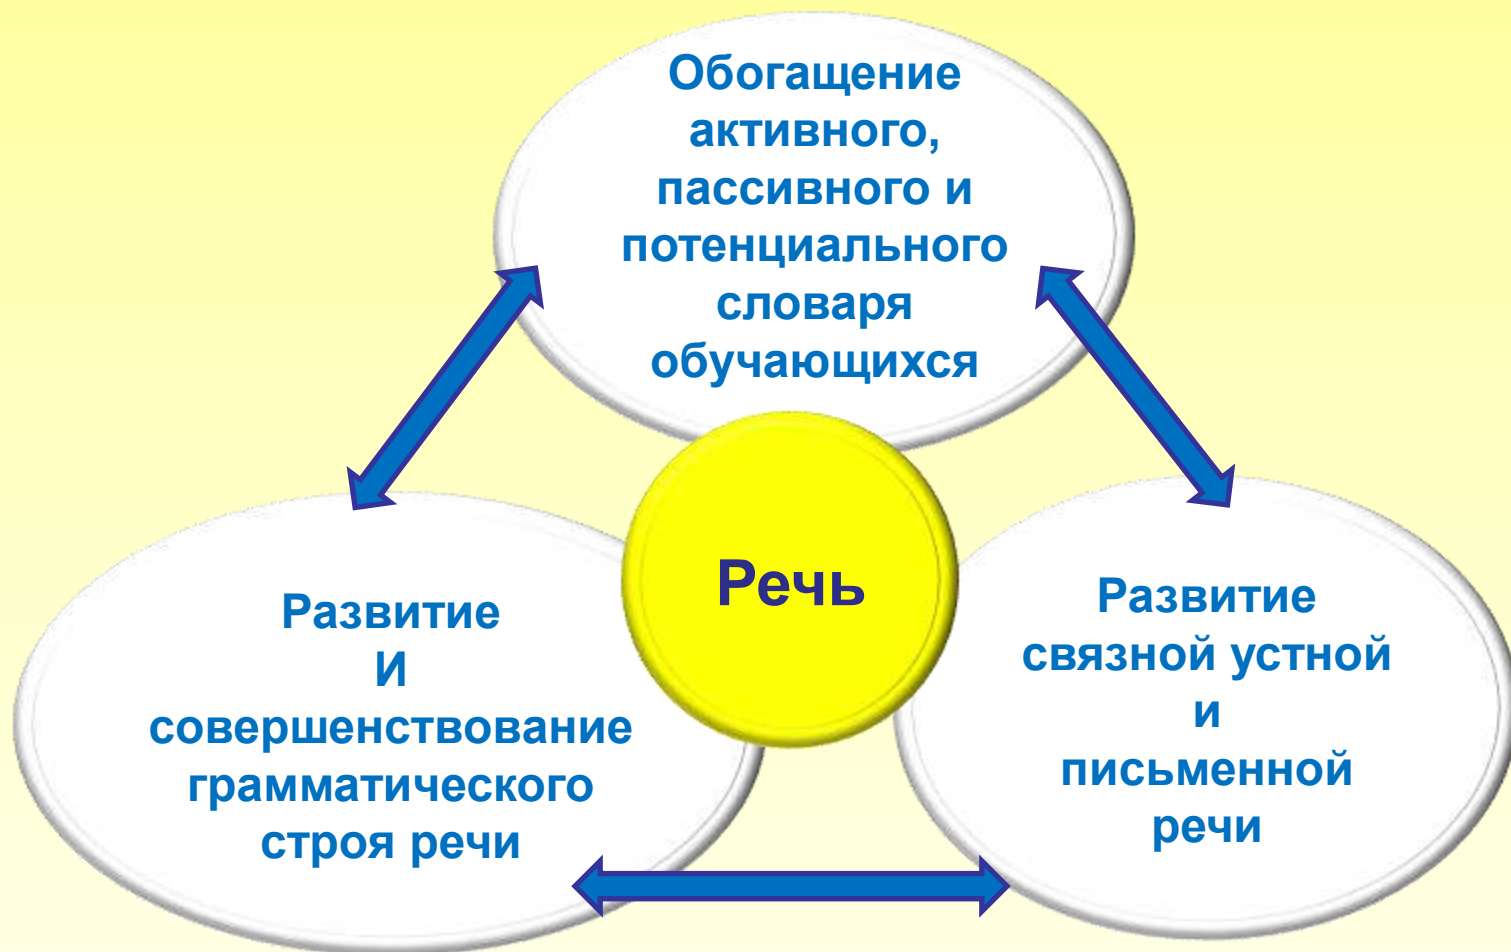 Обогащение
активного,
пассивного и
потенциального
словаря
обучающихся
Речь
Развитие
И
совершенствование
грамматического
строя речи
Развитие
связной устной
и
письменной
речи